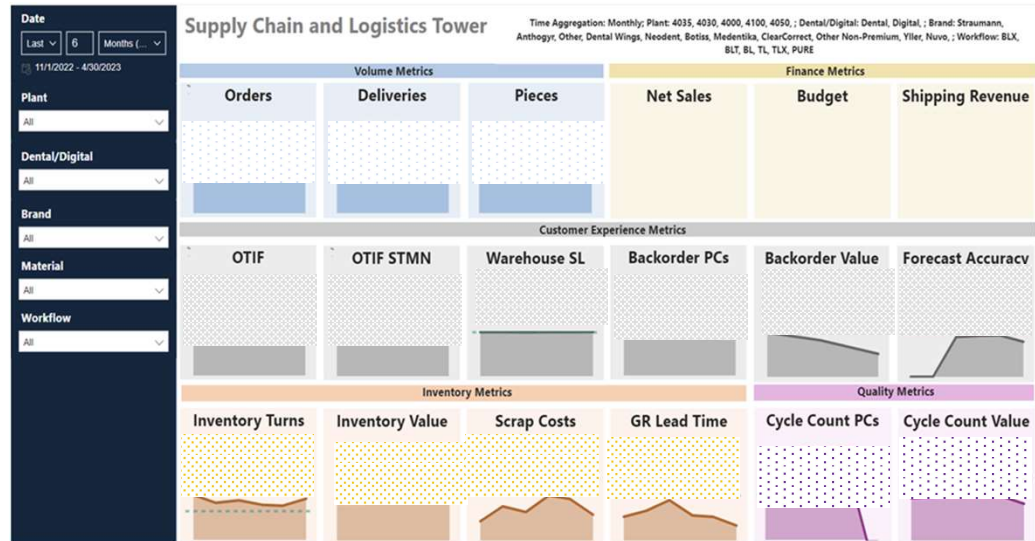 Date
Last
6
Months (...
11/1/2022 - 4/30/2023
Plant
All
Dental/Digital
All
Brand
All
Material
All
Workflow
All
Supply Chain and Logistics Tower
Time Aggregation: Monthly; Plant: 4035, 4030, 4000, 4100, 4050, ; Dental/Digital: Dental, Digital, ; Brand: Straumann,
Anthogyr, Other, Dental Wings, Neodent, Botiss, Medentika, ClearCorrect, Other Non-Premium, Yller, Nuvo, ; Workflow: BLX,
BLT, BL, TL, TLX, PURE
Volume Metrics
Finance Metrics
Orders
Deliveries
Pieces
Net Sales
Budget
Shipping Revenue
Customer Experience Metrics
OTIF
OTIF STMN
Warehouse SL
Backorder PCs
Backorder Value
Forecast Accuracy
Inventory Metrics
Quality Metrics
Inventory Turns
Inventory Value
Scrap Costs
GR Lead Time
Cycle Count PCs
Cycle Count Value